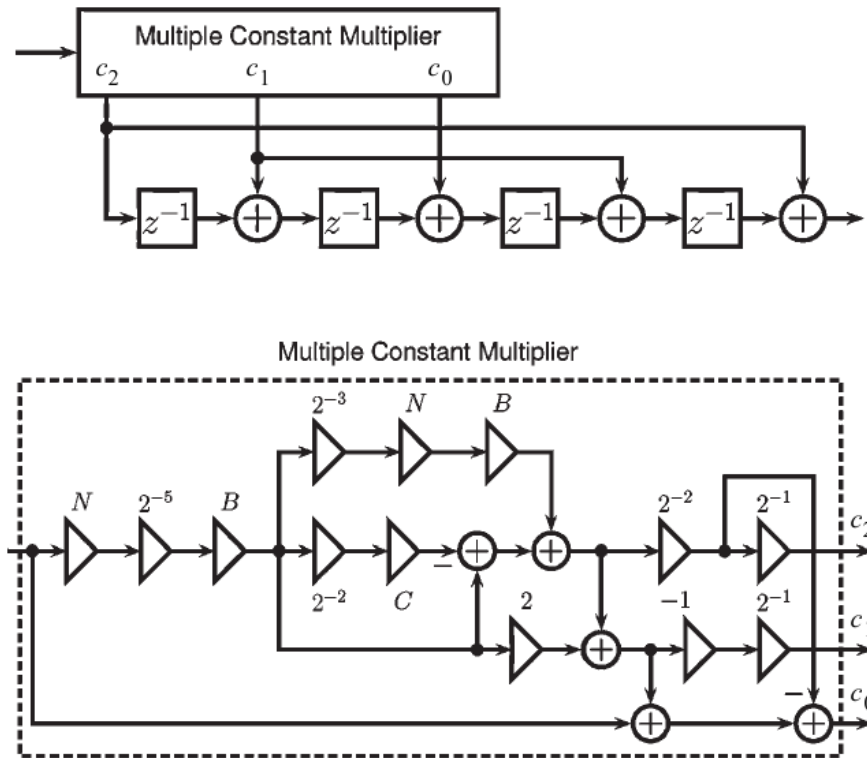 Multiple Constant Multiplier
c₂ c₁ c₀
z⁻¹ + z⁻¹ + z⁻¹ + z⁻¹ +
Multiple Constant Multiplier
2⁻³ N B
N 2⁻⁵ B 2⁻² 2⁻¹ c₂
− + +
2⁻² C 2 −1 2⁻¹ c
+
− c
+ +